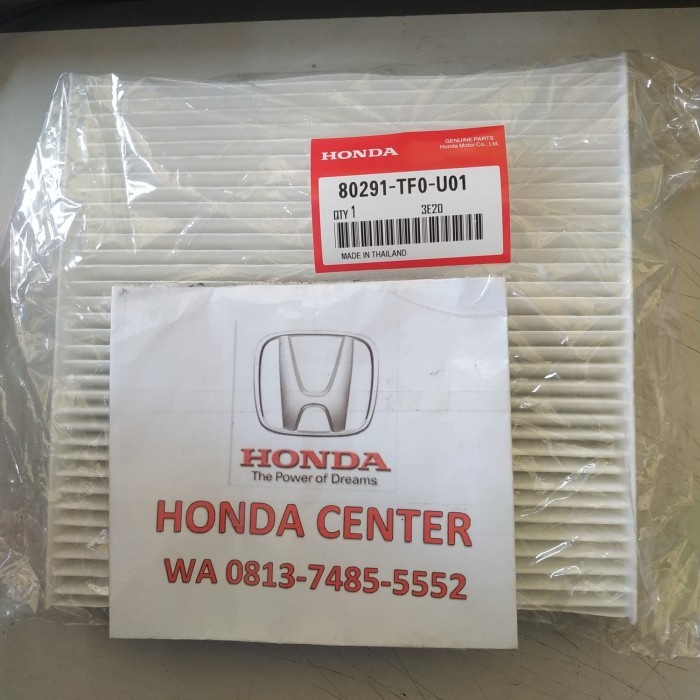 HONDA
GENUINE PARTS
Honda Motor Co., Ltd.
80291-TF0-U01
QTY 1 3E20
MADE IN THAILAND
HONDA
The Power of Dreams
HONDA CENTER
WA 0813-7485-5552